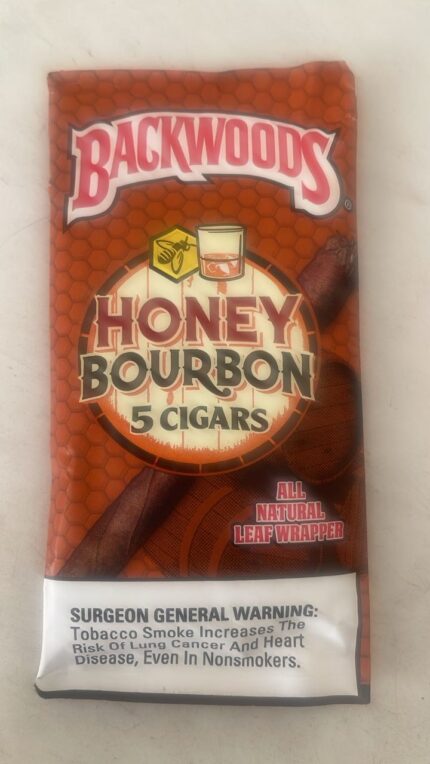 BACKWOODS®
HONEY
BOURBON
5 CIGARS
ALL
NATURAL
LEAF WRAPPER
SURGEON GENERAL WARNING:
Tobacco Smoke Increases The
Risk Of Lung Cancer And Heart
Disease, Even In Nonsmokers.